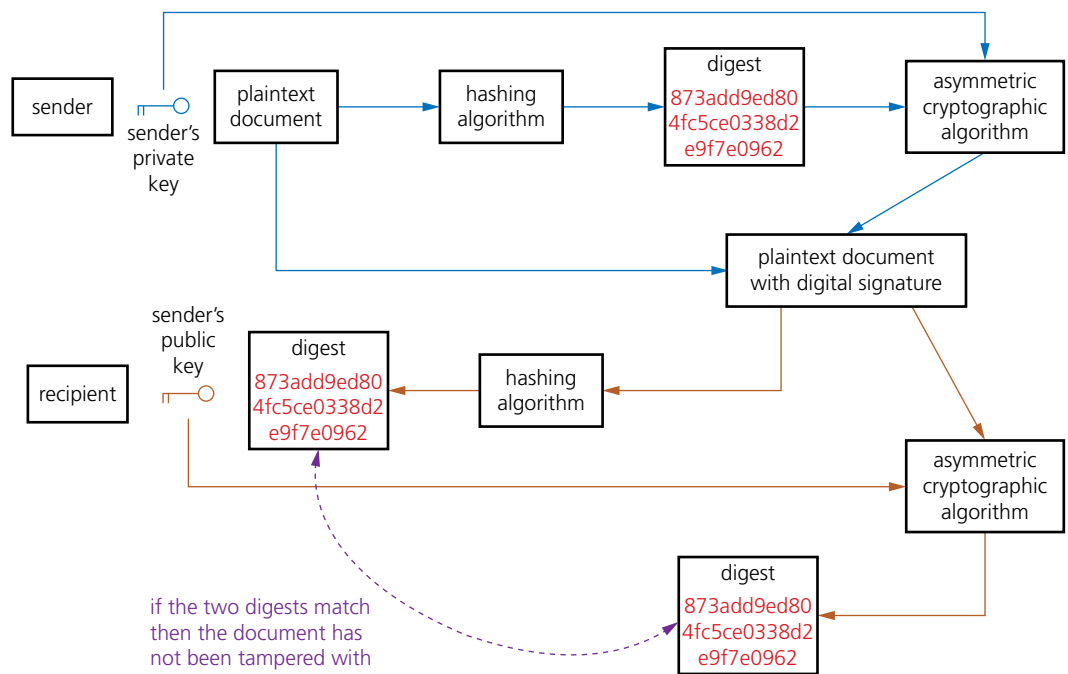 sender
sender's
private
key
plaintext
document
hashing
algorithm
digest
873add9ed80
4fc5ce0338d2
e9f7e0962
asymmetric
cryptographic
algorithm
plaintext document
with digital signature
recipient
sender's
public
key
digest
873add9ed80
4fc5ce0338d2
e9f7e0962
hashing
algorithm
asymmetric
cryptographic
algorithm
digest
873add9ed80
4fc5ce0338d2
e9f7e0962
if the two digests match
then the document has
not been tampered with